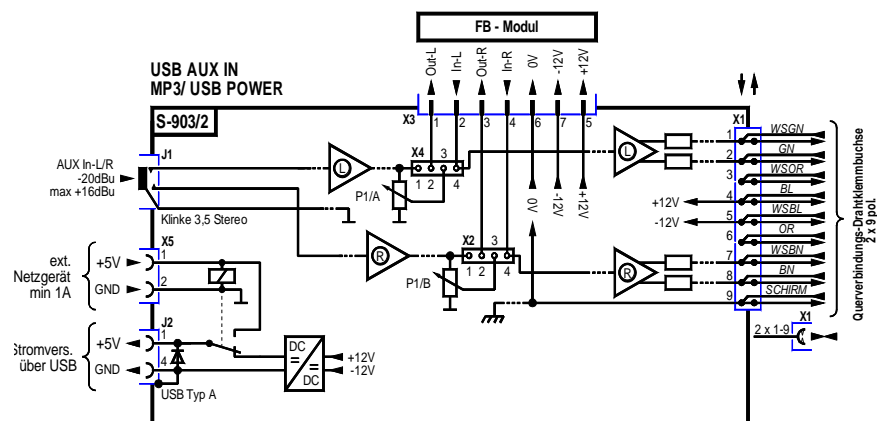 FB - Modul
Out-L
In-L
Out-R
In-R
0V
-12V
+12V
USB AUX IN
MP3/ USB POWER
S-903/2
X3
1 2 3 4 6 7 5
X1
J1
AUX In-L/R
-20dBu
max +16dBu
Klinke 3,5 Stereo
L
X4
3
1 2 4
P1/A
L
0V
-12V
+12V
R
X2
3
1 2 4
P1/B
R
1 WSGN
2 GN
3 WSOR
+12V 4 BL
-12V 5 WSBL
6 OR
7 WSBN
8 BN
9 SCHIRM
Querverbindungs-Drahtklemmbuchse
2 x 9 pol.
X1
2 x 1-9
X5
ext.
Netzgerät
min 1A
+5V 1
GND 2
J2
Stromvers.
über USB
+5V 1
GND 4
USB Typ A
DC
=
=
DC
+12V
-12V